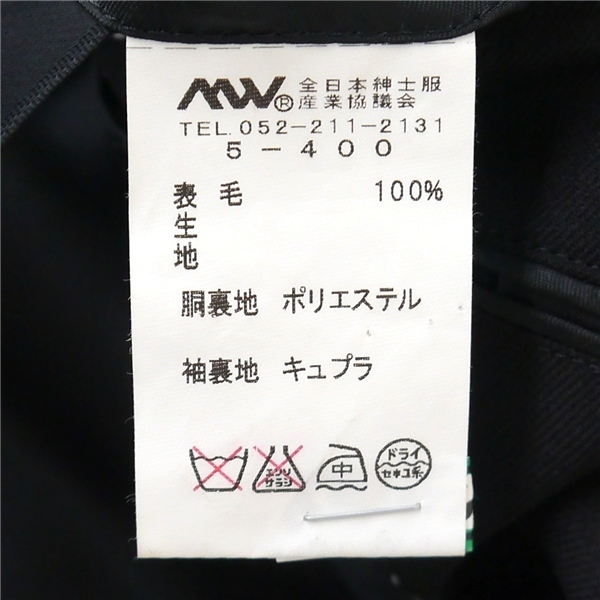 MW® 全日本紳士服
産業協議会
TEL. 052-211-2131
5-400
表生地 毛 100%
胴裏地 ポリエステル
袖裏地 キュプラ
エンソサラシ 中 ドライセキユ系